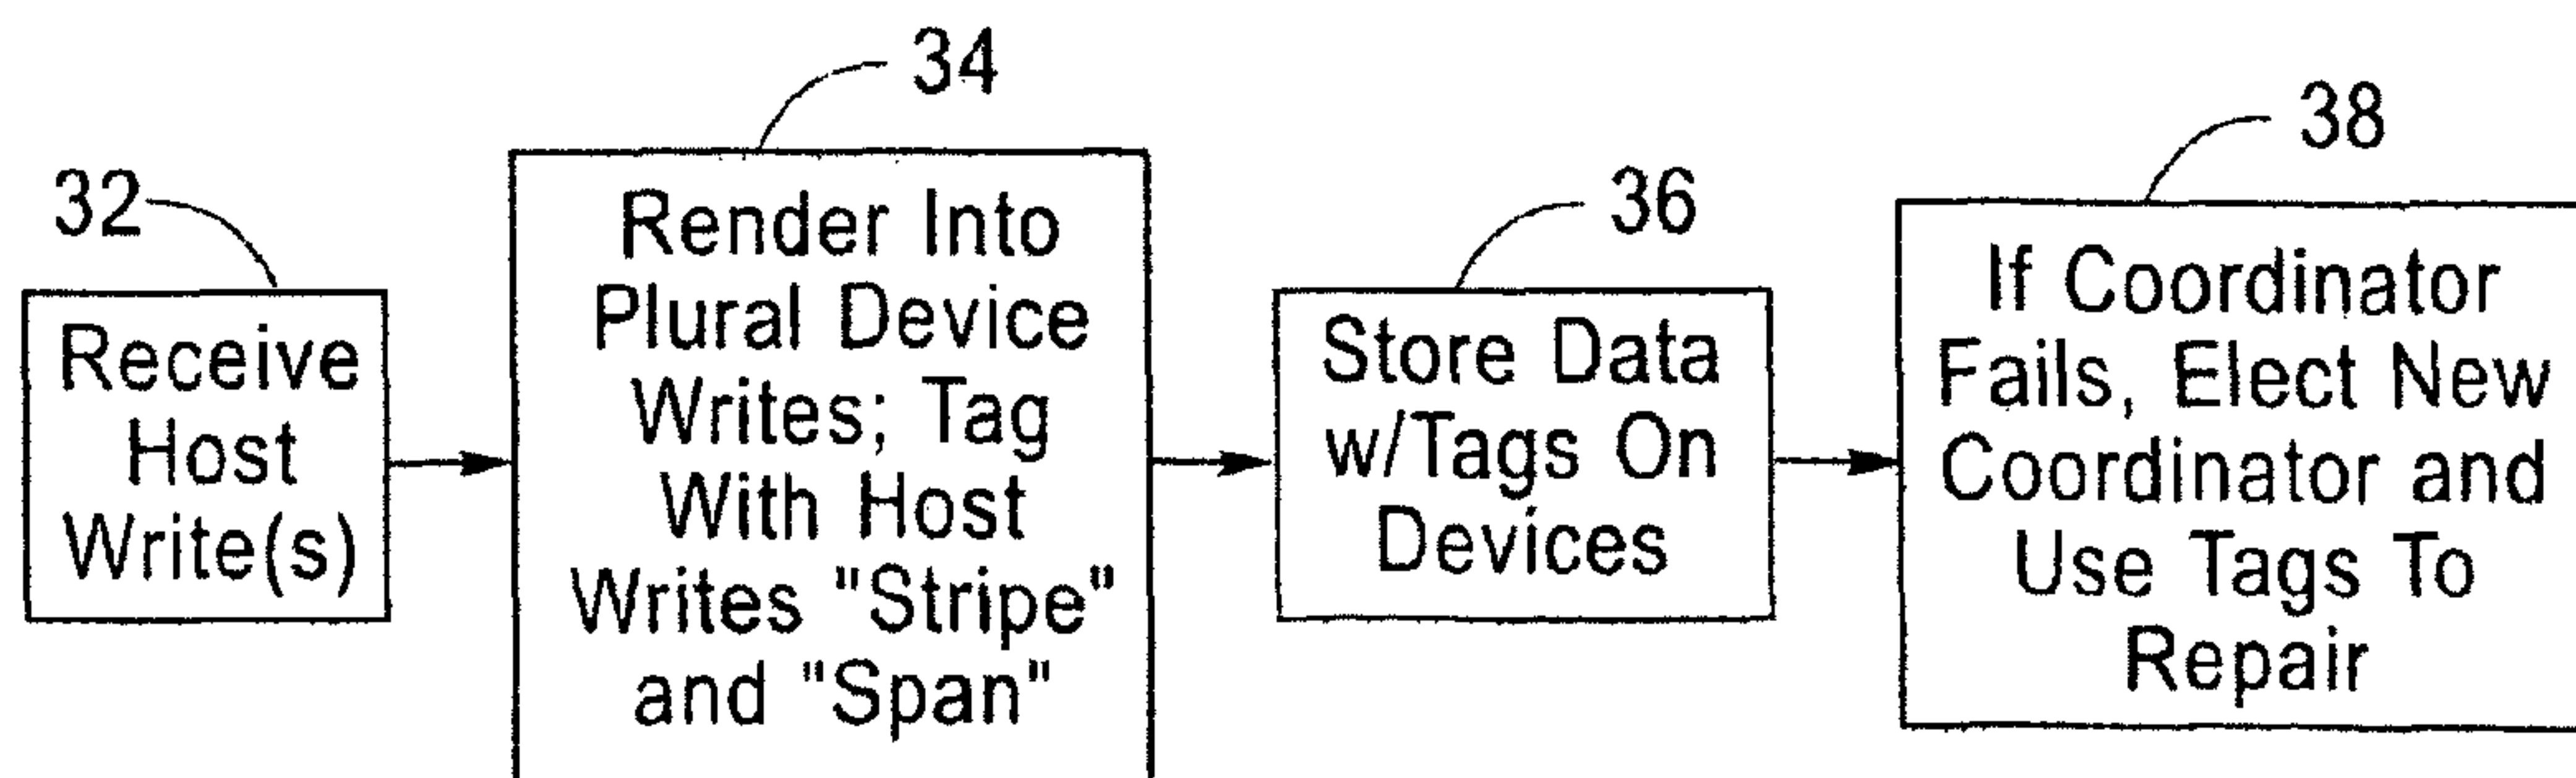 32
Receive
Host
Write(s)
34
Render Into
Plural Device
Writes; Tag
With Host
Writes "Stripe"
and "Span"
36
Store Data
w/Tags On
Devices
38
If Coordinator
Fails, Elect New
Coordinator and
Use Tags To
Repair